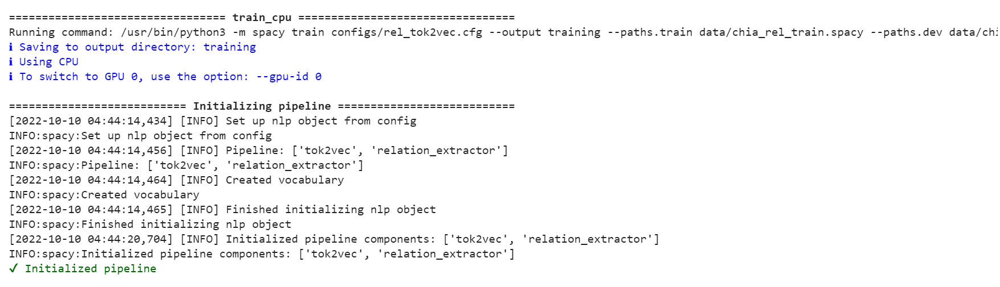 ================================= train_cpu =================================
Running command: /usr/bin/python3 -m spacy train configs/rel_tok2vec.cfg --output training --paths.train data/chia_rel_train.spacy --paths.dev data/chi
ℹ Saving to output directory: training
ℹ Using CPU
ℹ To switch to GPU 0, use the option: --gpu-id 0
=========================== Initializing pipeline ===========================
[2022-10-10 04:44:14,434] [INFO] Set up nlp object from config
INFO:spacy:Set up nlp object from config
[2022-10-10 04:44:14,456] [INFO] Pipeline: ['tok2vec', 'relation_extractor']
INFO:spacy:Pipeline: ['tok2vec', 'relation_extractor']
[2022-10-10 04:44:14,464] [INFO] Created vocabulary
INFO:spacy:Created vocabulary
[2022-10-10 04:44:14,465] [INFO] Finished initializing nlp object
INFO:spacy:Finished initializing nlp object
[2022-10-10 04:44:20,704] [INFO] Initialized pipeline components: ['tok2vec', 'relation_extractor']
INFO:spacy:Initialized pipeline components: ['tok2vec', 'relation_extractor']
✔ Initialized pipeline